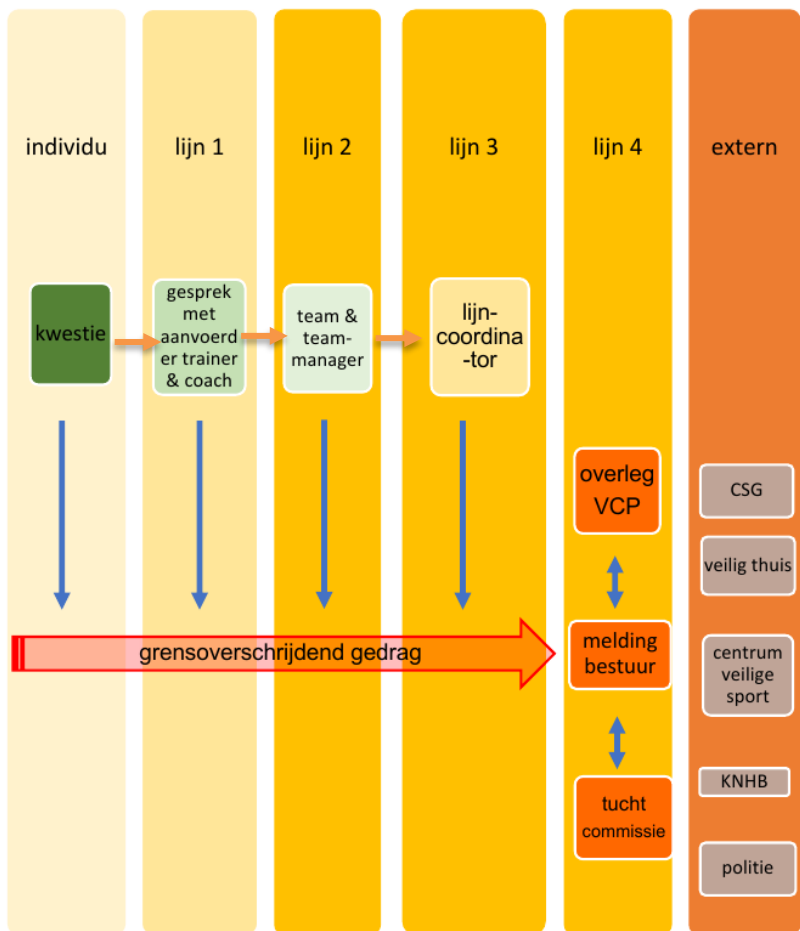 individu
lijn 1
lijn 2
lijn 3
lijn 4
extern
kwestie
gesprek
met
aanvoerd
er trainer
& coach
team &
team-
manager
lijn-
coordina
-tor
overleg
VCP
melding
bestuur
tucht
commissie
CSG
veilig thuis
centrum
veilige
sport
KNHB
politie
grensoverschrijdend gedrag